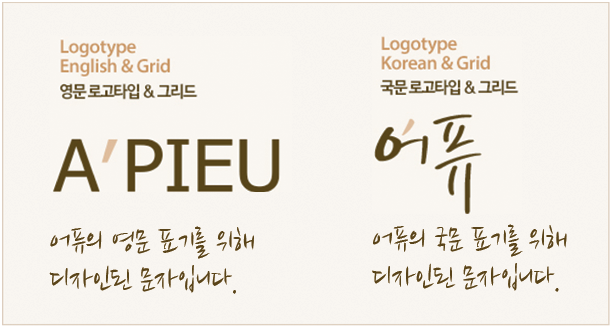 Logotype
English & Grid
영문 로고타입 & 그리드
A'PIEU
어퓨의 영문 표기를 위해
디자인된 문자입니다.
Logotype
Korean & Grid
국문 로고타입 & 그리드
어퓨
어퓨의 국문 표기를 위해
디자인된 문자입니다.